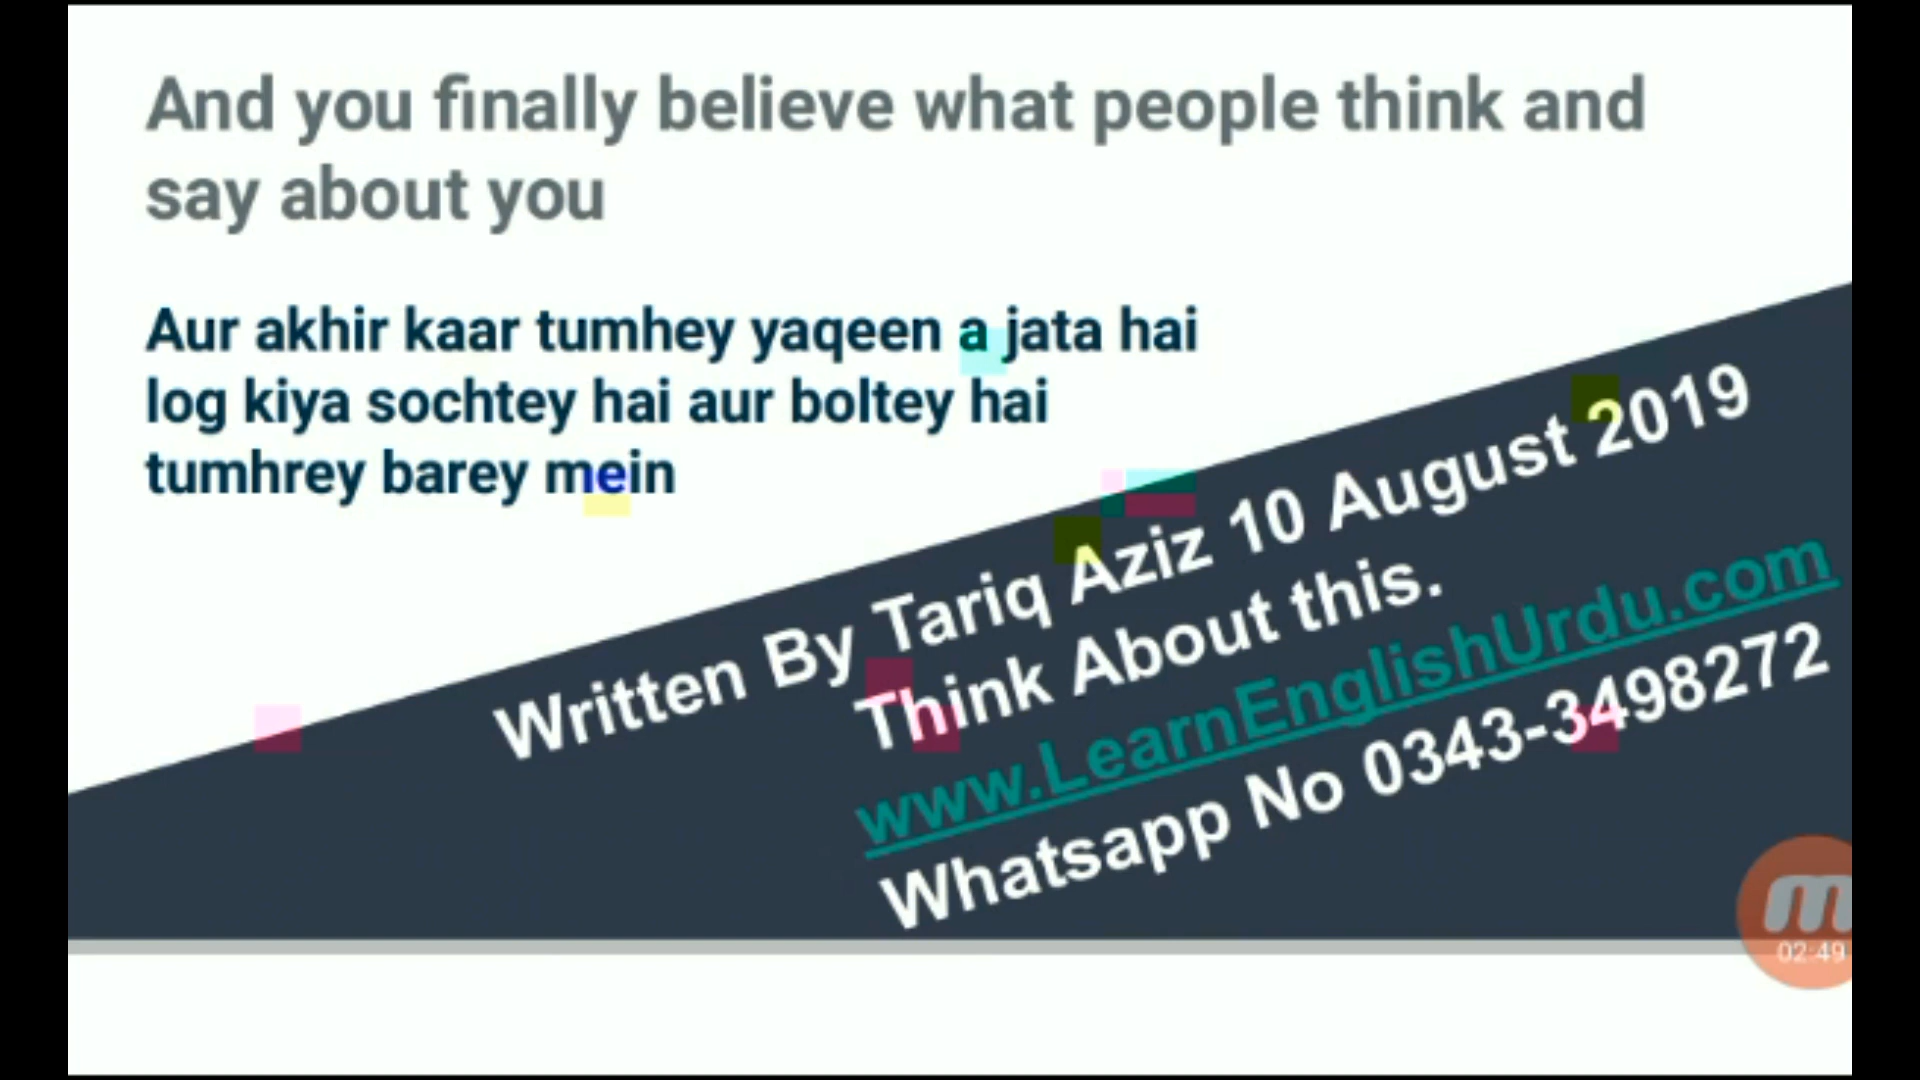 And you finally believe what people think and
say about you
Aur akhir kaar tumhey yaqeen a jata hai
log kiya sochtey hai aur boltey hai
tumhrey barey mein
Written By Tariq Aziz 10 August 2019
Think About this.
www.LearnEnglishUrdu.com
Whatsapp No 0343-3498272
m
02:49